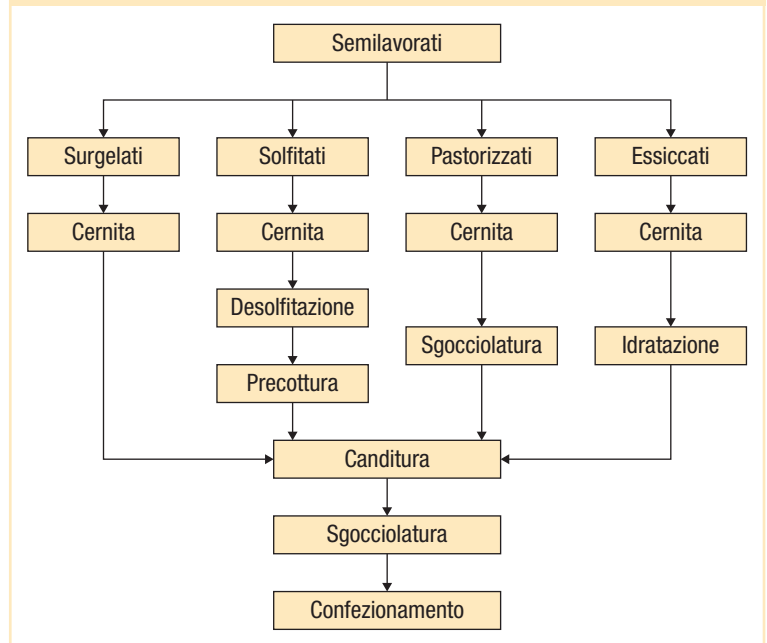 Semilavorati
Surgelati
Solfitati
Pastorizzati
Essiccati
Cernita
Cernita
Cernita
Cernita
Desolfitazione
Sgocciolatura
Idratazione
Precottura
Canditura
Sgocciolatura
Confezionamento